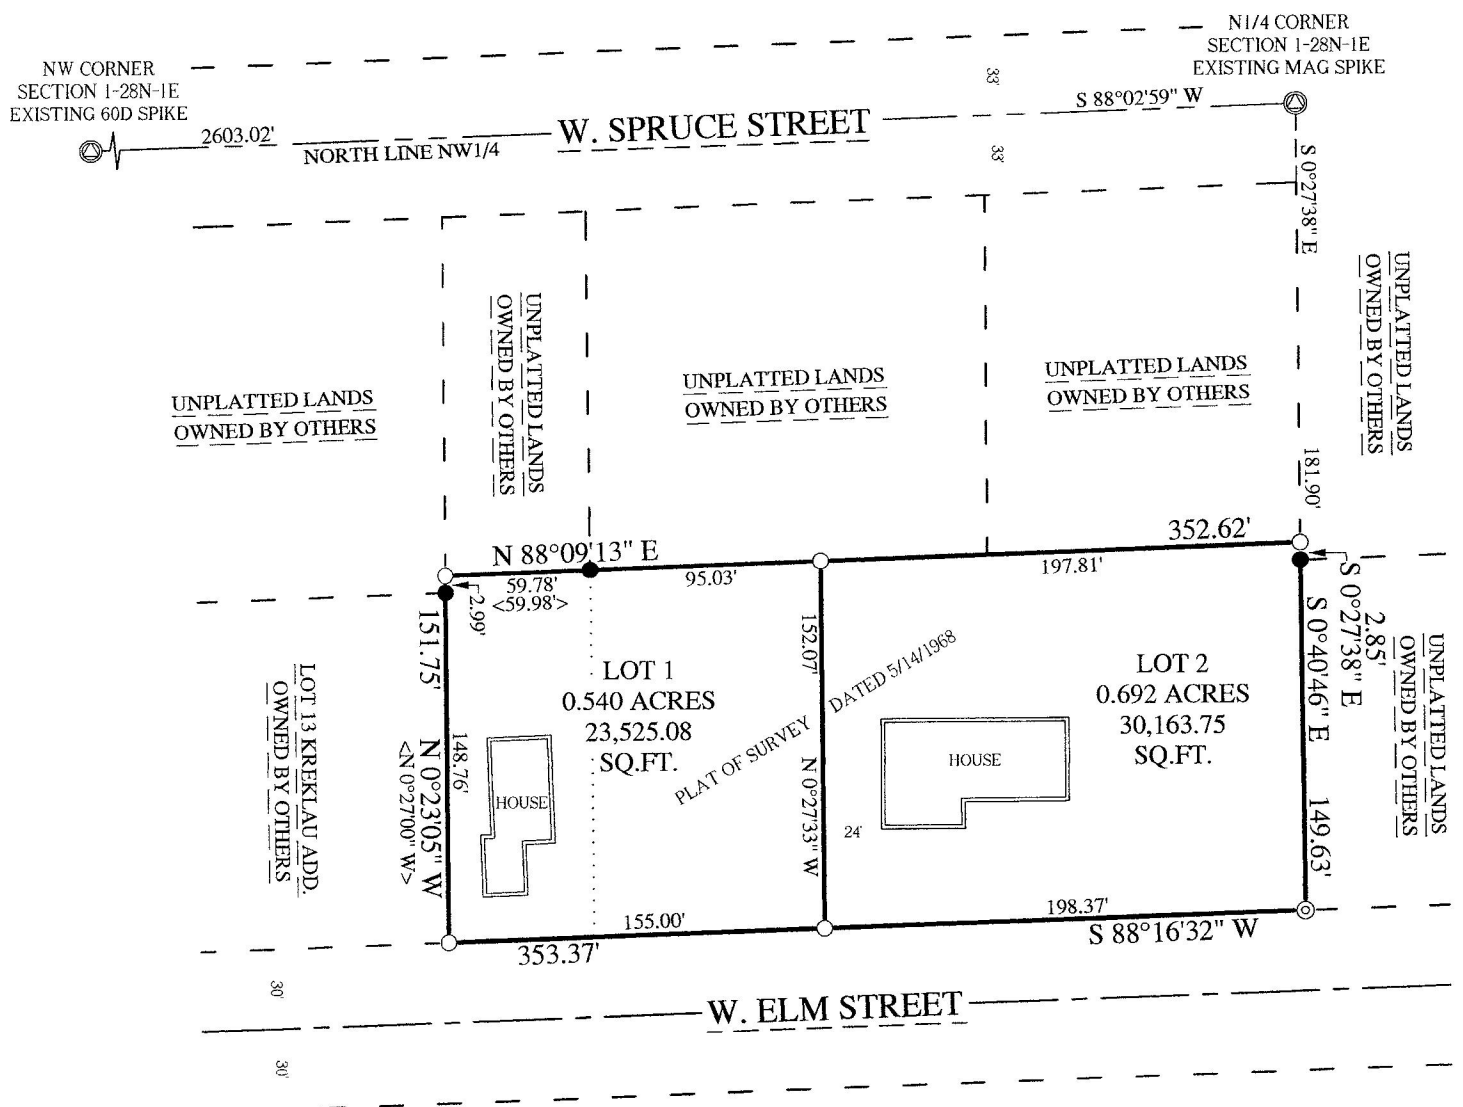 N1/4 CORNER
SECTION 1-28N-1E
EXISTING MAG SPIKE
NW CORNER
SECTION 1-28N-1E
EXISTING 60D SPIKE
33'
S 88°02'59" W
2603.02'
W. SPRUCE STREET
NORTH LINE NW1/4
33'
S 0°27'38" E
UNPLATTED LANDS
OWNED BY OTHERS
UNPLATTED LANDS
OWNED BY OTHERS
UNPLATTED LANDS
OWNED BY OTHERS
UNPLATTED LANDS
OWNED BY OTHERS
UNPLATTED LANDS
OWNED BY OTHERS
181.90'
352.62'
N 88°09'13" E
59.78'
<59.98'>
95.03'
197.81'
2.99'
151.75'
148.76'
N 0°23'05" W
<N 0°27'00" W>
LOT 13 KREKLAU ADD.
OWNED BY OTHERS
LOT 1
0.540 ACRES
23,525.08
SQ.FT.
HOUSE
PLAT OF SURVEY DATED 5/14/1968
152.07'
N 0°27'33" W
24'
HOUSE
LOT 2
0.692 ACRES
30,163.75
SQ.FT.
S 0°27'38" E
2.85'
S 0°40'46" E
149.63'
UNPLATTED LANDS
OWNED BY OTHERS
155.00'
198.37'
353.37'
S 88°16'32" W
30'
W. ELM STREET
30'